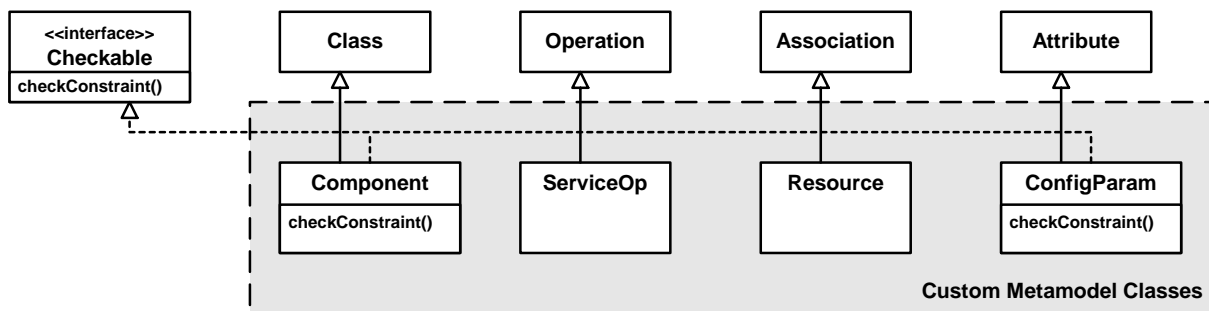 <<interface>>
Checkable
checkConstraint()
Class
Operation
Association
Attribute
Component
checkConstraint()
ServiceOp
Resource
ConfigParam
checkConstraint()
Custom Metamodel Classes